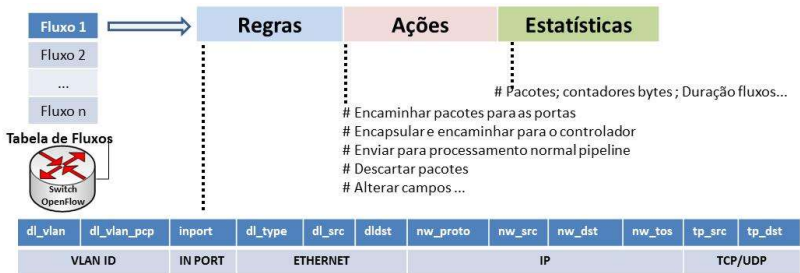 Fluxo 1
Regras
Ações
Estatísticas
Fluxo 2
...
Fluxo n
# Pacotes; contadores bytes ; Duração fluxos...
# Encaminhar pacotes para as portas
# Encapsular e encaminhar para o controlador
# Enviar para processamento normal pipeline
# Descartar pacotes
# Alterar campos ...
Tabela de Fluxos
Switch
OpenFlow
dl_vlan dl_vlan_pcp inport dl_type dl_src dldst nw_proto nw_src nw_dst nw_tos tp_src tp_dst
VLAN ID IN PORT ETHERNET IP TCP/UDP